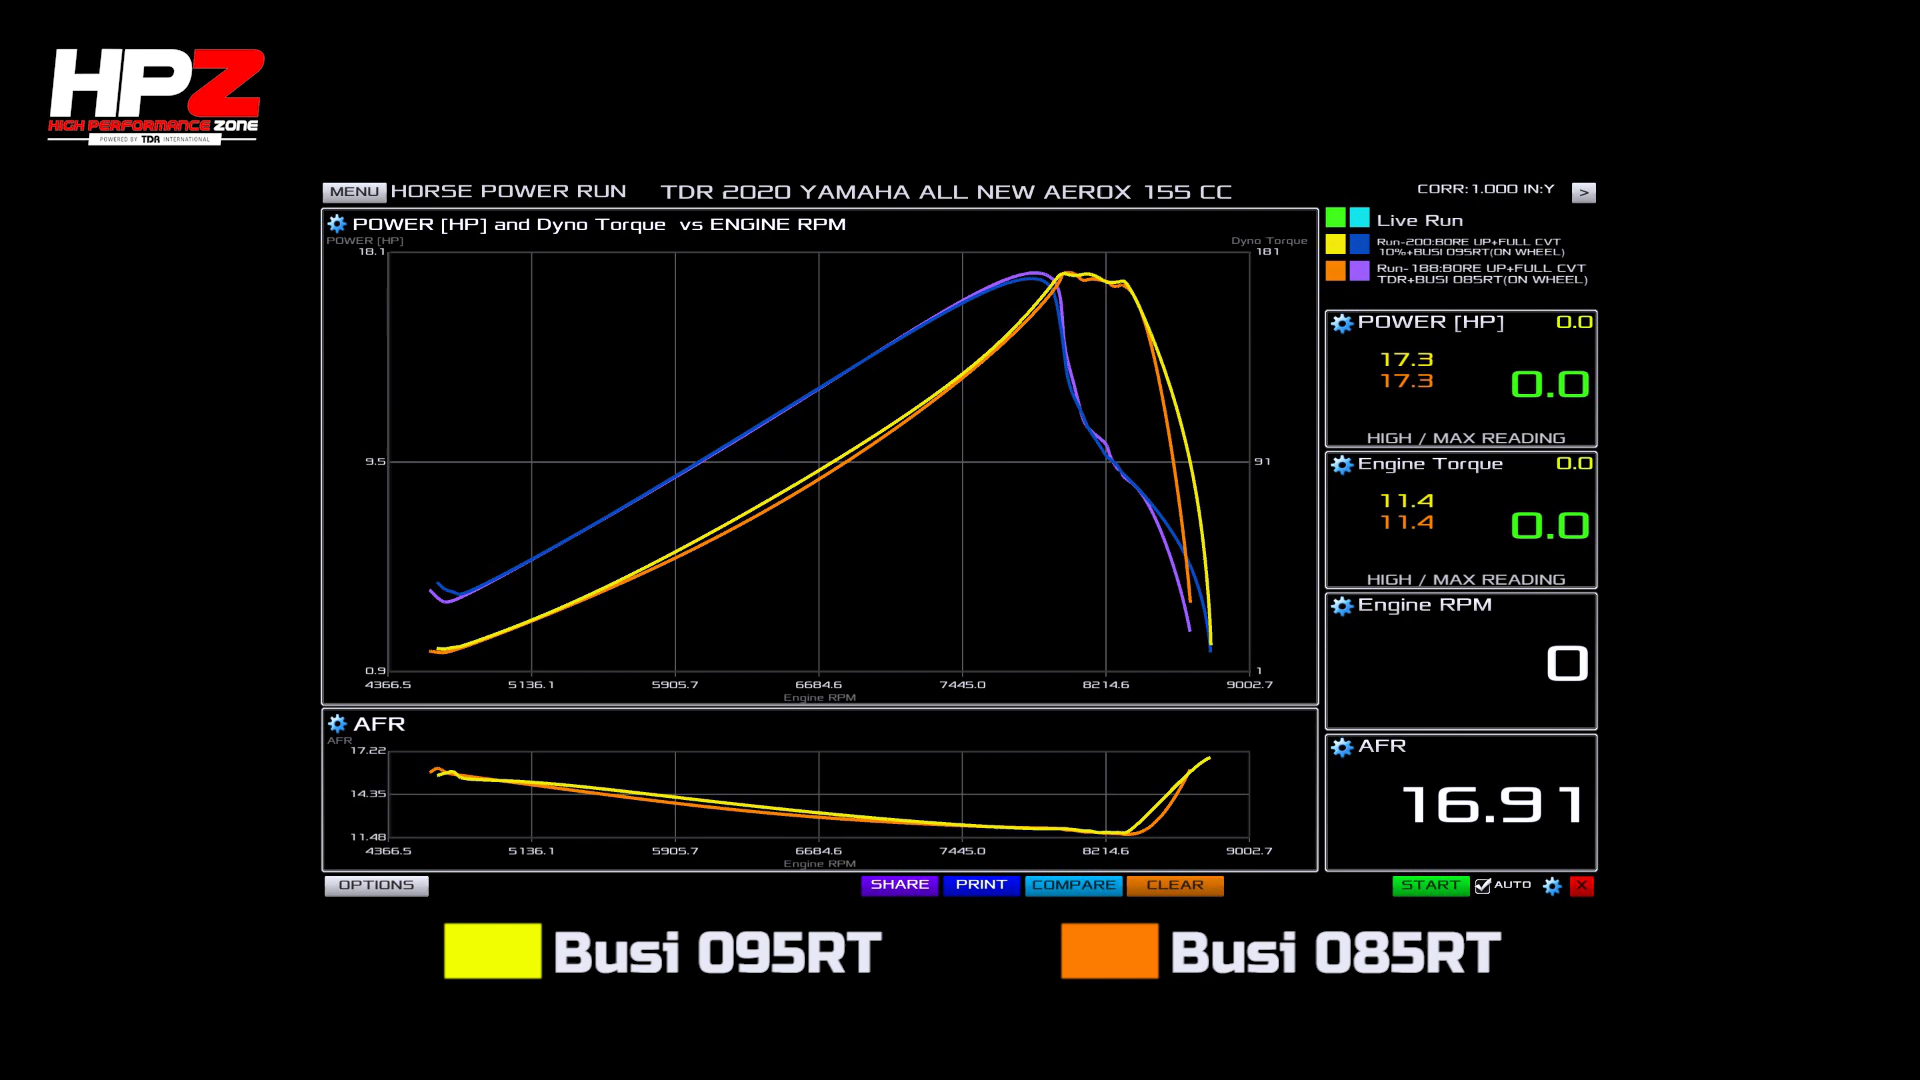 HPZ
HIGH PERFORMANCE ZONE
POWERED BY TDR INTERNATIONAL
MENU HORSE POWER RUN TDR 2020 YAMAHA ALL NEW AEROX 155 CC CORR:1.000 IN:Y >
POWER [HP] and Dyno Torque vs ENGINE RPM
POWER [HP] Dyno Torque
18.1 181
9.5 91
0.9 1
4366.5 5136.1 5905.7 6684.6 7445.0 8214.6 9002.7
Engine RPM
AFR
AFR
17.22
14.35
11.48
4366.5 5136.1 5905.7 6684.6 7445.0 8214.6 9002.7
Engine RPM
Live Run
Run-200:BORE UP+FULL CVT
10%+BUSI 095RT(ON WHEEL)
Run-188:BORE UP+FULL CVT
TDR+BUSI 085RT(ON WHEEL)
POWER [HP] 0.0
17.3
17.3
0.0
HIGH / MAX READING
Engine Torque 0.0
11.4
11.4
0.0
HIGH / MAX READING
Engine RPM
0
AFR
16.91
OPTIONS SHARE PRINT COMPARE CLEAR START AUTO X
Busi 095RT Busi 085RT